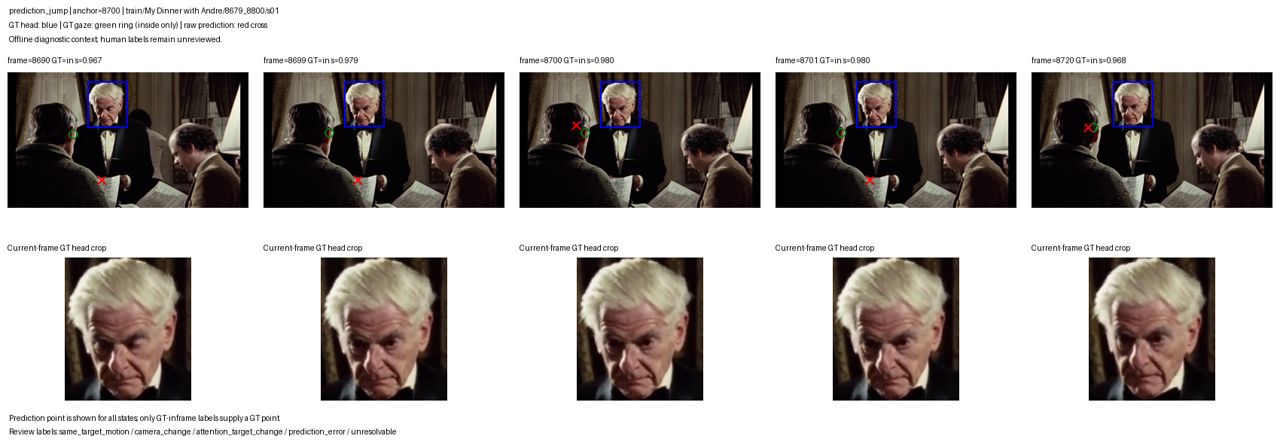 prediction_jump | anchor=8700 | train/My Dinner with Andre/8679_8800/s01
GT head: blue | GT gaze: green ring (inside only) | raw prediction: red cross
Offline diagnostic context; human labels remain unreviewed.
frame=8690 GT=in s=0.967
frame=8699 GT=in s=0.979
frame=8700 GT=in s=0.980
frame=8701 GT=in s=0.980
frame=8720 GT=in s=0.968
Current-frame GT head crop
Current-frame GT head crop
Current-frame GT head crop
Current-frame GT head crop
Current-frame GT head crop
Prediction point is shown for all states; only GT-inframe labels supply a GT point
Review labels: same_target_motion / camera_change / attention_target_change / prediction_error / unresolvable